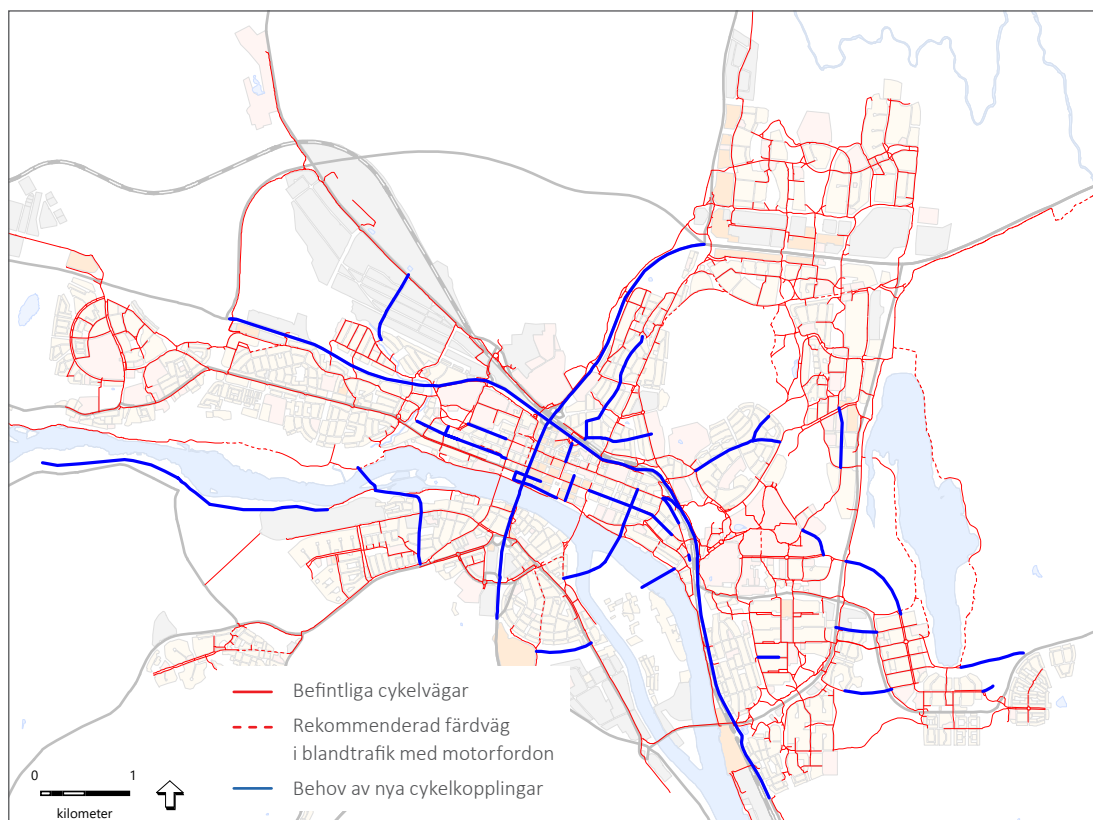 Befintliga cykelvägar
Rekommenderad färdväg
i blandtrafik med motorfordon
Behov av nya cykelkopplingar
0 1
kilometer